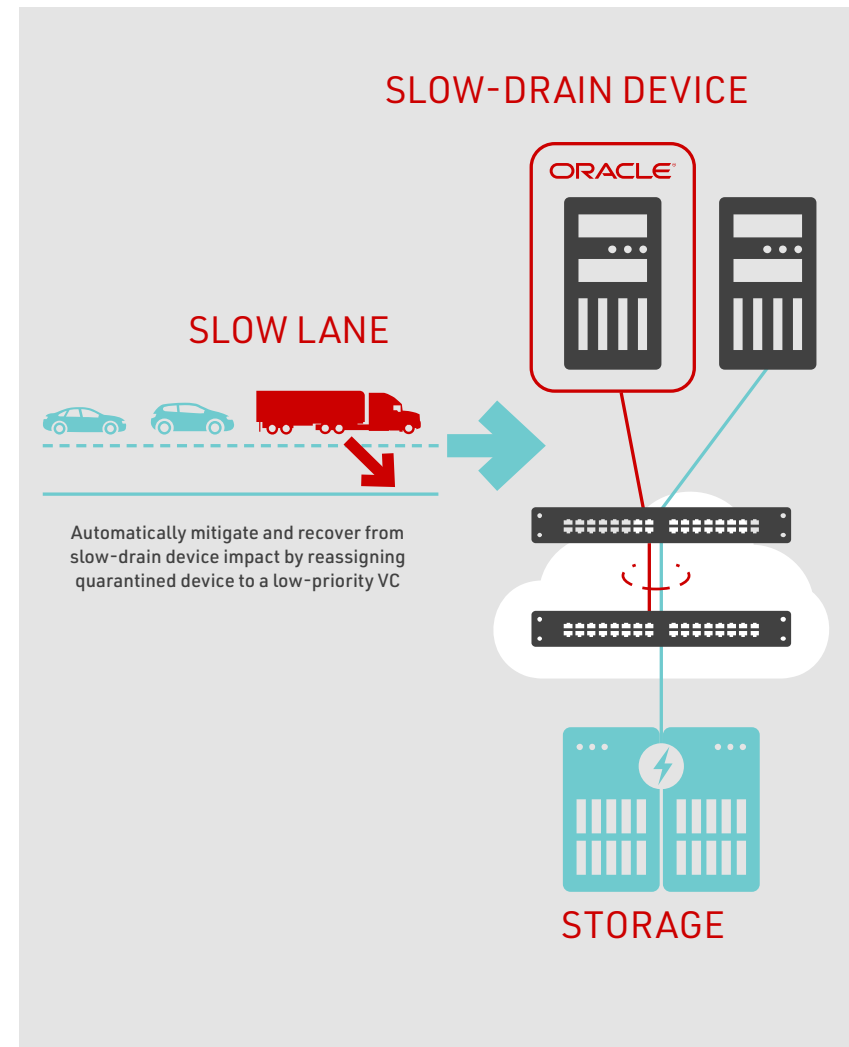 SLOW-DRAIN DEVICE
ORACLE®
SLOW LANE
Automatically mitigate and recover from
slow-drain device impact by reassigning
quarantined device to a low-priority VC
STORAGE